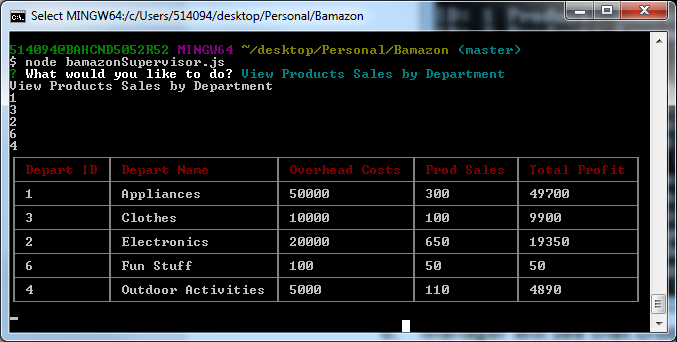 Select MINGW64:/c/Users/514094/desktop/Personal/Bamazon
514094@BAHCND5052R52 MINGW64 ~/desktop/Personal/Bamazon (master)
$ node bamazonSupervisor.js
? What would you like to do? View Products Sales by Department
View Products Sales by Department
1
3
2
6
4
Depart ID Depart Name Overhead Costs Prod Sales Total Profit
1 Appliances 50000 300 49700
3 Clothes 10000 100 9900
2 Electronics 20000 650 19350
6 Fun Stuff 100 50 50
4 Outdoor Activities 5000 110 4890